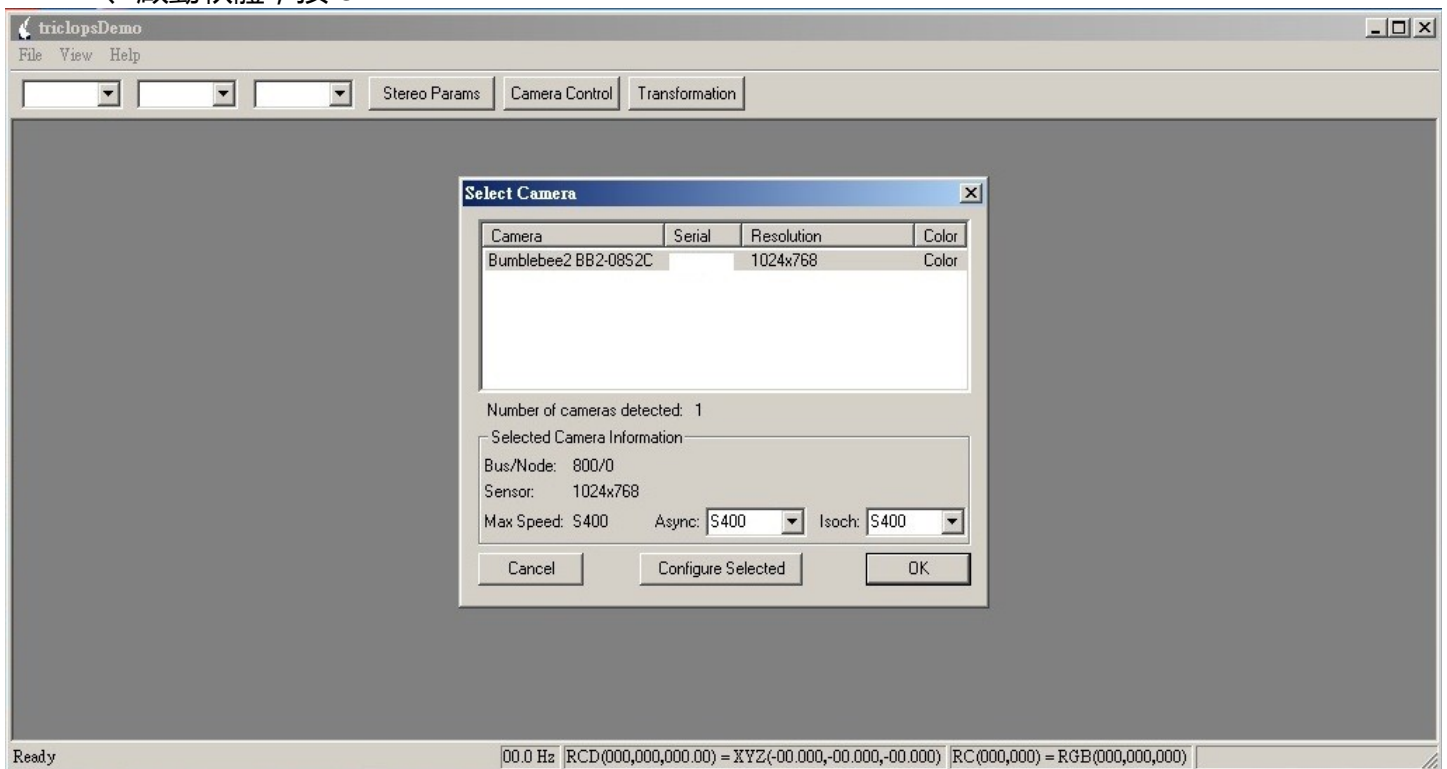 triclopsDemo
File View Help
Stereo Params Camera Control Transformation
Select Camera
Camera Serial Resolution Color
Bumblebee2 BB2-08S2C 1024x768 Color
Number of cameras detected: 1
Selected Camera Information
Bus/Node: 800/0
Sensor: 1024x768
Max Speed: S400 Async: S400 Isoch: S400
Cancel Configure Selected OK
Ready 00.0 Hz RCD(000,000,000.00) = XYZ(-00.000,-00.000,-00.000) RC(000,000) = RGB(000,000,000)